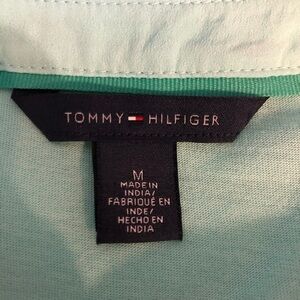 TOMMY HILFIGER
M
MADE IN
INDIA/
FABRIQUÉ EN
INDE/
HECHO EN
INDIA